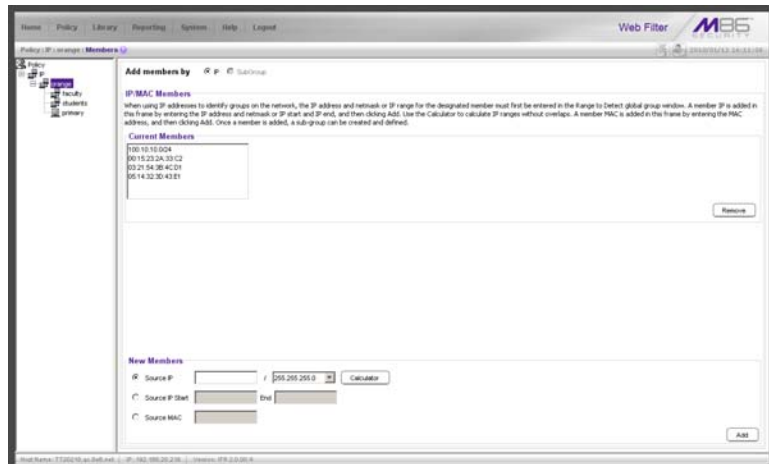 Home Policy Library Reporting System Help Logout
Web Filter
M86 SECURITY
Policy : IP : orange : Members
Policy
IP
orange
faculty
students
primary
Add members by IP SubGroup
IP/MAC Members
When using IP addresses to identify groups on the network, the IP address and netmask or IP range for the designated member must first be entered in the Range to Detect global group window. A member IP is added in
this frame by entering the IP address and netmask or IP start and IP end, and then clicking Add. Use the Calculator to calculate IP ranges without overlaps. A member MAC is added in this frame by entering the MAC
address, and then clicking Add. Once a member is added, a sub-group can be created and defined.
Current Members
100.10.10.0/24
00:15:23:2A:33:C2
03:21:54:3B:4C:D1
05:14:32:3D:43:E1
Remove
New Members
Source IP / 255.255.255.0 Calculator
Source IP Start End
Source MAC
Add
Host Name: IP: Version: